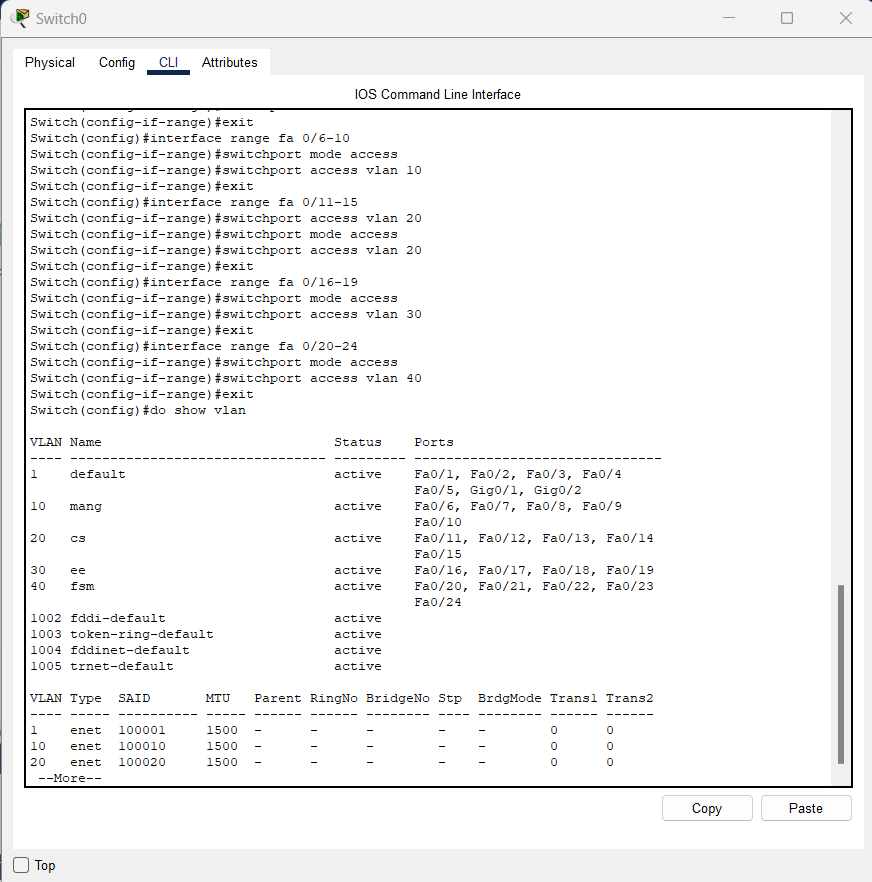 Switch0
Physical Config CLI Attributes
IOS Command Line Interface
Switch(config-if-range)#exit
Switch(config)#interface range fa 0/6-10
Switch(config-if-range)#switchport mode access
Switch(config-if-range)#switchport access vlan 10
Switch(config-if-range)#exit
Switch(config)#interface range fa 0/11-15
Switch(config-if-range)#switchport access vlan 20
Switch(config-if-range)#switchport mode access
Switch(config-if-range)#switchport access vlan 20
Switch(config-if-range)#exit
Switch(config)#interface range fa 0/16-19
Switch(config-if-range)#switchport mode access
Switch(config-if-range)#switchport access vlan 30
Switch(config-if-range)#exit
Switch(config)#interface range fa 0/20-24
Switch(config-if-range)#switchport mode access
Switch(config-if-range)#switchport access vlan 40
Switch(config-if-range)#exit
Switch(config)#do show vlan
VLAN Name                             Status    Ports
---- -------------------------------- --------- -------------------------------
1    default                          active    Fa0/1, Fa0/2, Fa0/3, Fa0/4
                                                Fa0/5, Gig0/1, Gig0/2
10   mang                             active    Fa0/6, Fa0/7, Fa0/8, Fa0/9
                                                Fa0/10
20   cs                               active    Fa0/11, Fa0/12, Fa0/13, Fa0/14
                                                Fa0/15
30   ee                               active    Fa0/16, Fa0/17, Fa0/18, Fa0/19
40   fsm                              active    Fa0/20, Fa0/21, Fa0/22, Fa0/23
                                                Fa0/24
1002 fddi-default                     active
1003 token-ring-default               active
1004 fddinet-default                  active
1005 trnet-default                    active
VLAN Type  SAID       MTU   Parent RingNo BridgeNo Stp  BrdgMode Trans1 Trans2
---- ----- ---------- ----- ------ ------ -------- ---- -------- ------ ------
1    enet  100001     1500  -      -      -        -    -        0      0
10   enet  100010     1500  -      -      -        -    -        0      0
20   enet  100020     1500  -      -      -        -    -        0      0
 --More--
Copy Paste
Top